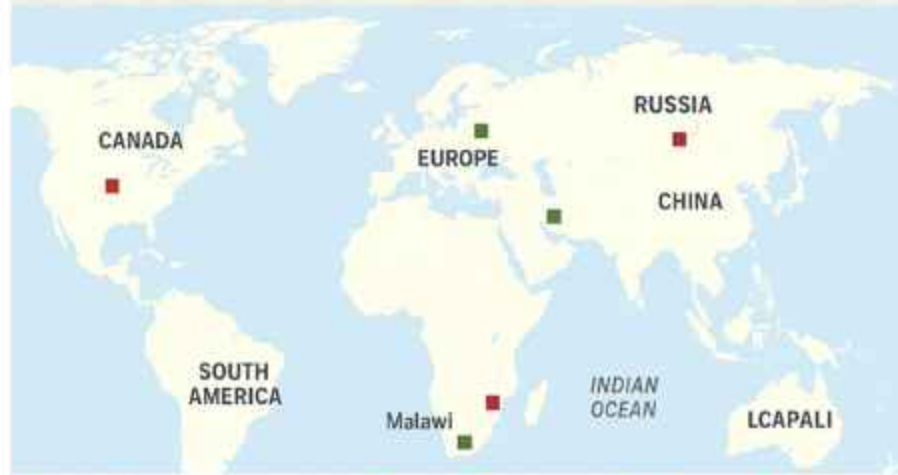 RUSSIA
CANADA
EUROPE
CHINA
SOUTH
AMERICA
INDIAN
OCEAN
Malawi
LCAPALI